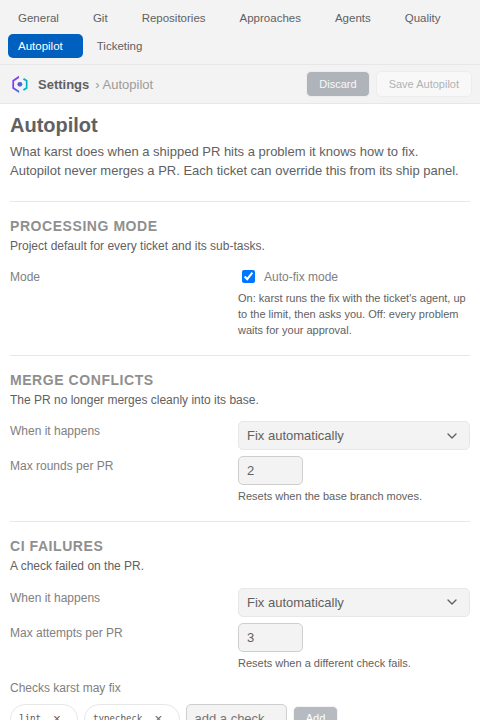 General Git Repositories Approaches Agents Quality
Autopilot Ticketing
Settings › Autopilot Discard Save Autopilot
Autopilot
What karst does when a shipped PR hits a problem it knows how to fix.
Autopilot never merges a PR. Each ticket can override this from its ship panel.
PROCESSING MODE
Project default for every ticket and its sub-tasks.
Mode Auto-fix mode
On: karst runs the fix with the ticket's agent, up
to the limit, then asks you. Off: every problem
waits for your approval.
MERGE CONFLICTS
The PR no longer merges cleanly into its base.
When it happens Fix automatically
Max rounds per PR 2
Resets when the base branch moves.
CI FAILURES
A check failed on the PR.
When it happens Fix automatically
Max attempts per PR 3
Resets when a different check fails.
Checks karst may fix
lint × typecheck × add a check Add